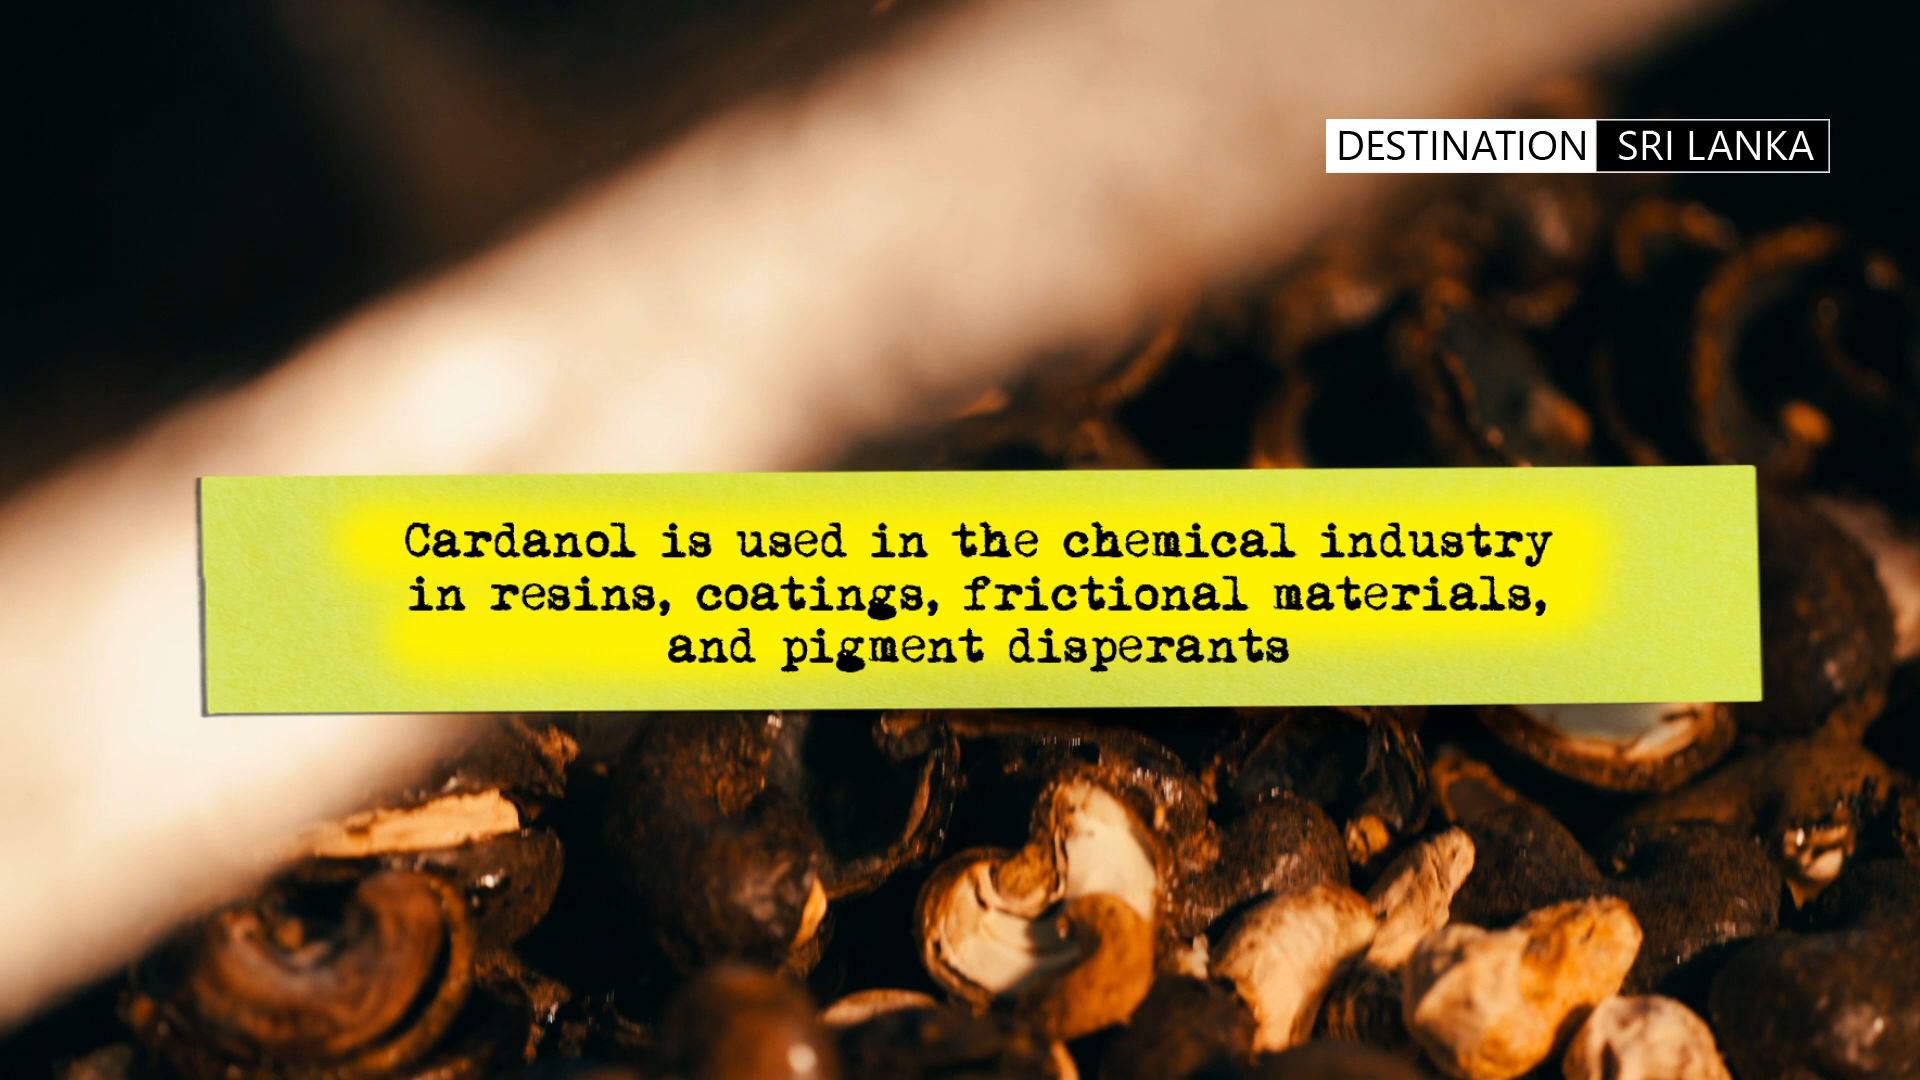 DESTINATION SRI LANKA
Cardanol is used in the chemical industry
in resins, coatings, frictional materials,
and pigment disperants